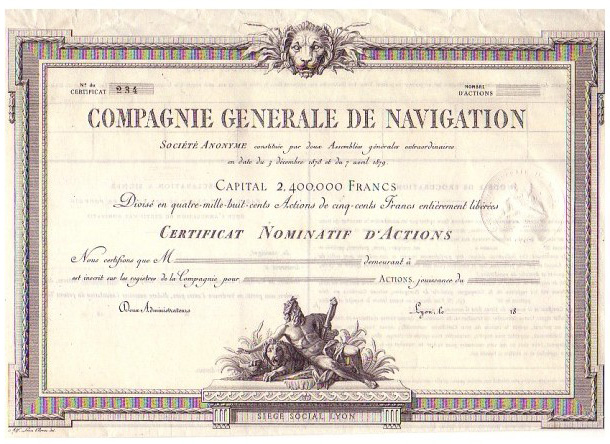 Nº du
CERTIFICAT 234
NOMBRE
D'ACTIONS
COMPAGNIE GENERALE DE NAVIGATION
SOCIÉTÉ ANONYME constituée par deux Assemblées générales extraordinaires
en date du 3 décembre 1878 et du 7 avril 1879.
CAPITAL 2.400.000 FRANCS
Divisé en quatre-mille-huit-cents Actions de cinq-cents Francs entièrement libérées
CERTIFICAT NOMINATIF D'ACTIONS
Nous certifions que M demeurant à
est inscrit sur les registres de la Compagnie, pour ACTIONS, jouissance du
Deux Administrateurs
Lyon, le 18
SIEGE SOCIAL LYON